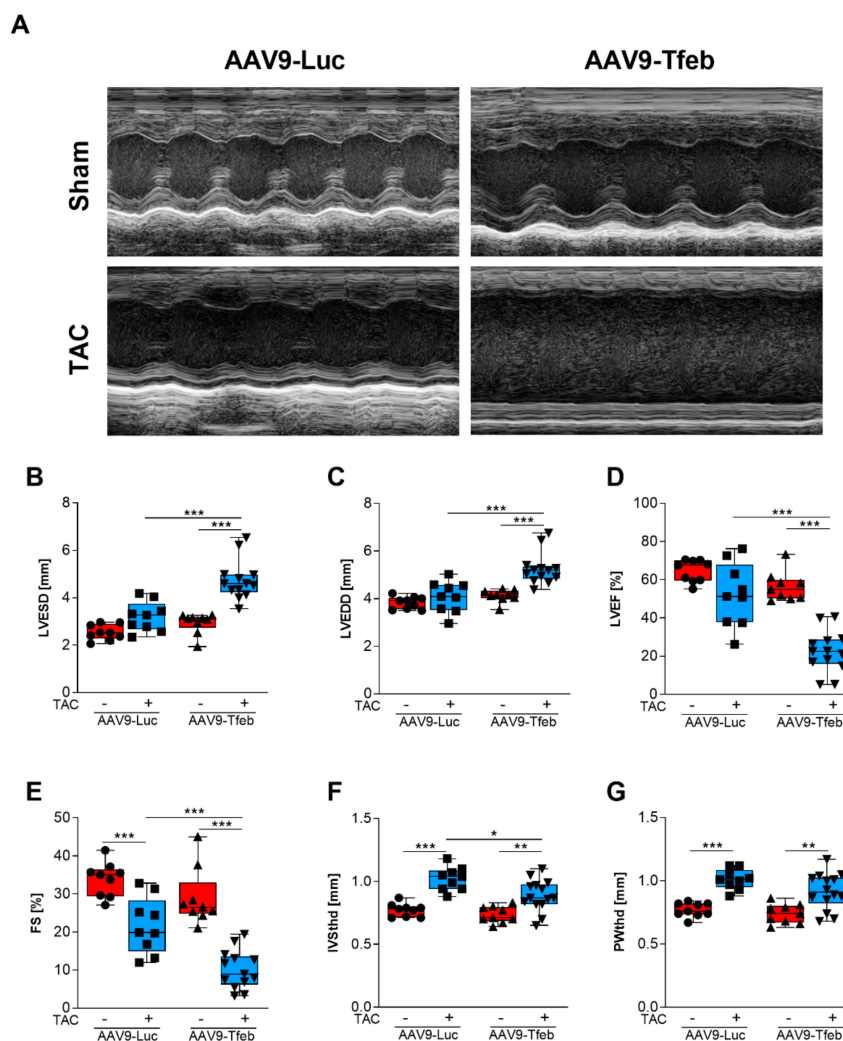 A
AAV9-Luc AAV9-Tfeb
Sham
TAC
B
LVESD [mm]
8
6
4
2
0
***
***
TAC - + - +
AAV9-Luc AAV9-Tfeb
C
LVEDD [mm]
8
6
4
2
0
***
***
TAC - + - +
AAV9-Luc AAV9-Tfeb
D
LVEF [%]
100
80
60
40
20
0
***
***
TAC - + - +
AAV9-Luc AAV9-Tfeb
E
FS [%]
50
40
30
20
10
0
***
***
***
TAC - + - +
AAV9-Luc AAV9-Tfeb
F
IVSthd
1.5
1.0
0.5
0.0
*
***
**
TAC - + - +
AAV9-Luc AAV9-Tfeb
G
PWthd
1.5
1.0
0.5
0.0
***
**
TAC - + - +
AAV9-Luc AAV9-Tfeb